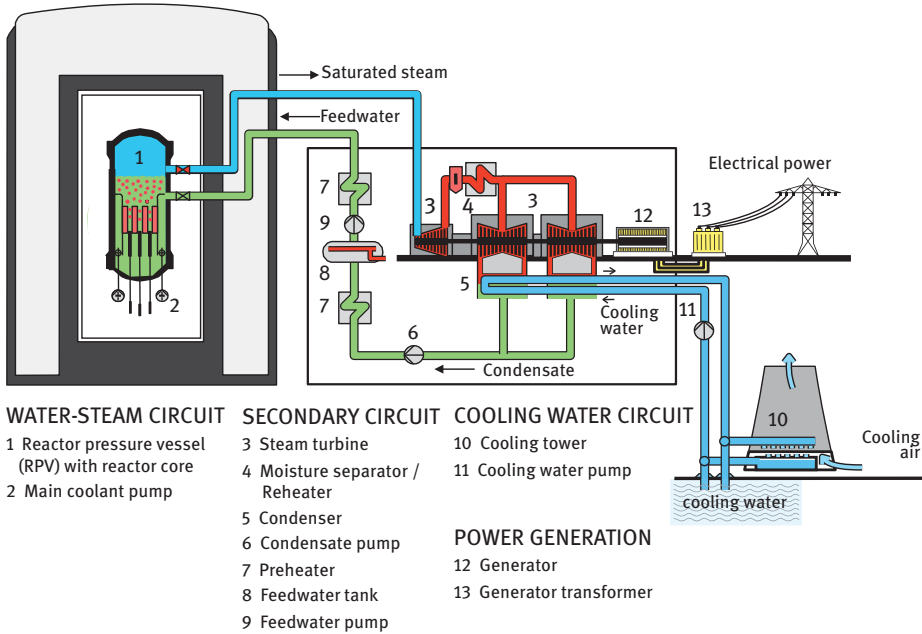 Saturated steam
Feedwater
1
2
7
9
8
7
6
3
4
3
5
12
13
Electrical power
Cooling
water
11
Condensate
10
Cooling
air
cooling water
WATER-STEAM CIRCUIT
1 Reactor pressure vessel
(RPV) with reactor core
2 Main coolant pump
SECONDARY CIRCUIT
3 Steam turbine
4 Moisture separator /
Reheater
5 Condenser
6 Condensate pump
7 Preheater
8 Feedwater tank
9 Feedwater pump
COOLING WATER CIRCUIT
10 Cooling tower
11 Cooling water pump
POWER GENERATION
12 Generator
13 Generator transformer